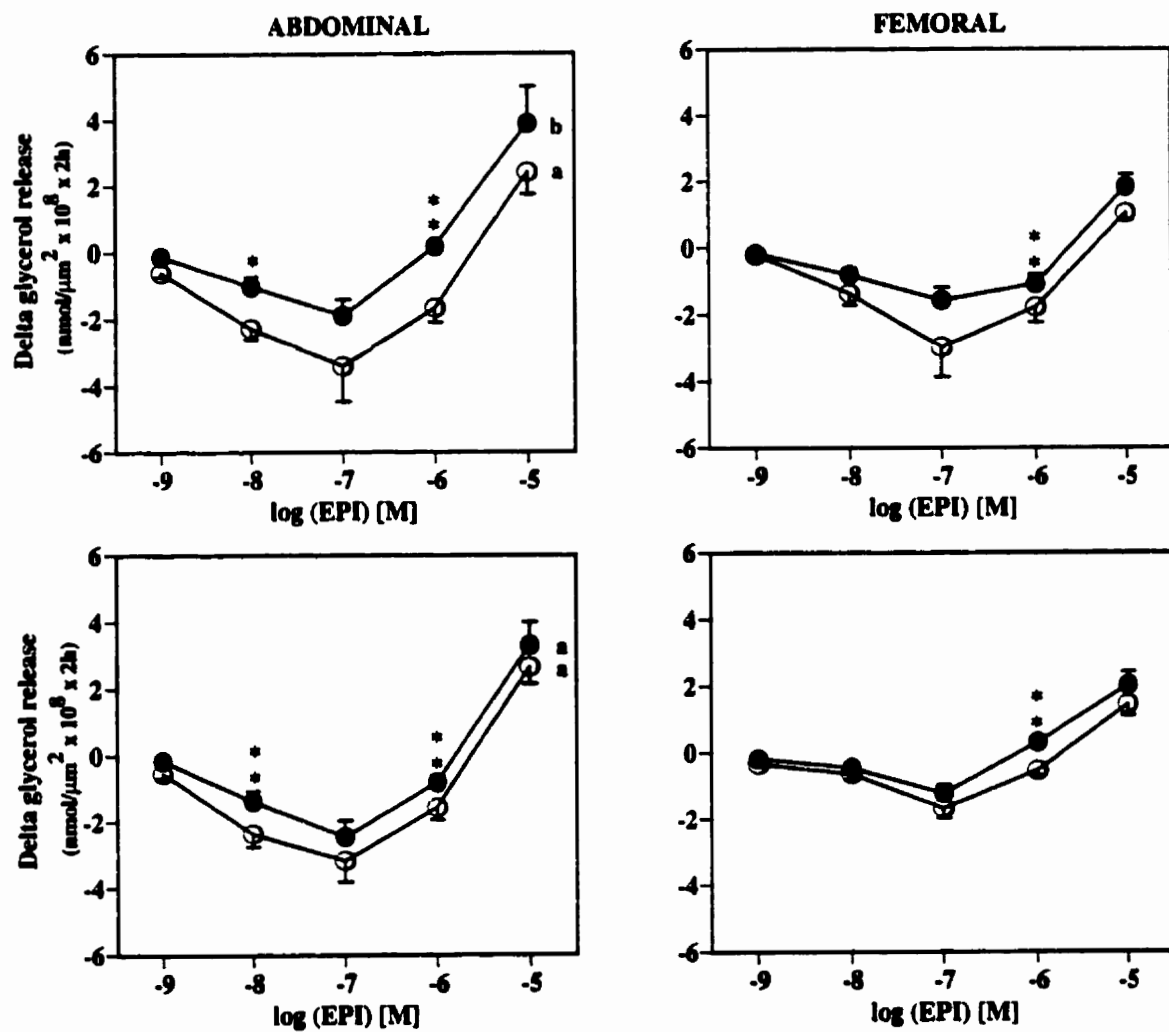 ABDOMINAL
FEMORAL
Delta glycerol release
(nmol/μm² x 10⁸ x 2h)
6
4
2
0
-2
-4
-6
*
*
*
b
a
-9 -8 -7 -6 -5
log (EPI) [M]
6
4
2
0
-2
-4
-6
*
*
-9 -8 -7 -6 -5
log (EPI) [M]
Delta glycerol release
(nmol/μm² x 10⁸ x 2h)
6
4
2
0
-2
-4
-6
*
*
*
*
a
a
-9 -8 -7 -6 -5
log (EPI) [M]
6
4
2
0
-2
-4
-6
*
*
-9 -8 -7 -6 -5
log (EPI) [M]